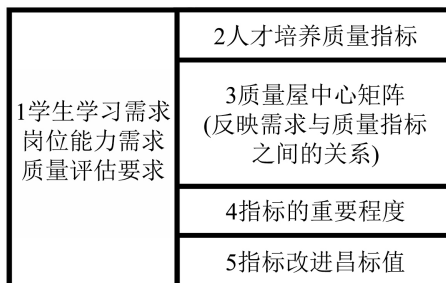 1学生学习需求
岗位能力需求
质量评估要求
2人才培养质量指标
3质量屋中心矩阵
(反映需求与质量指标
之间的关系)
4指标的重要程度
5指标改进昌标值